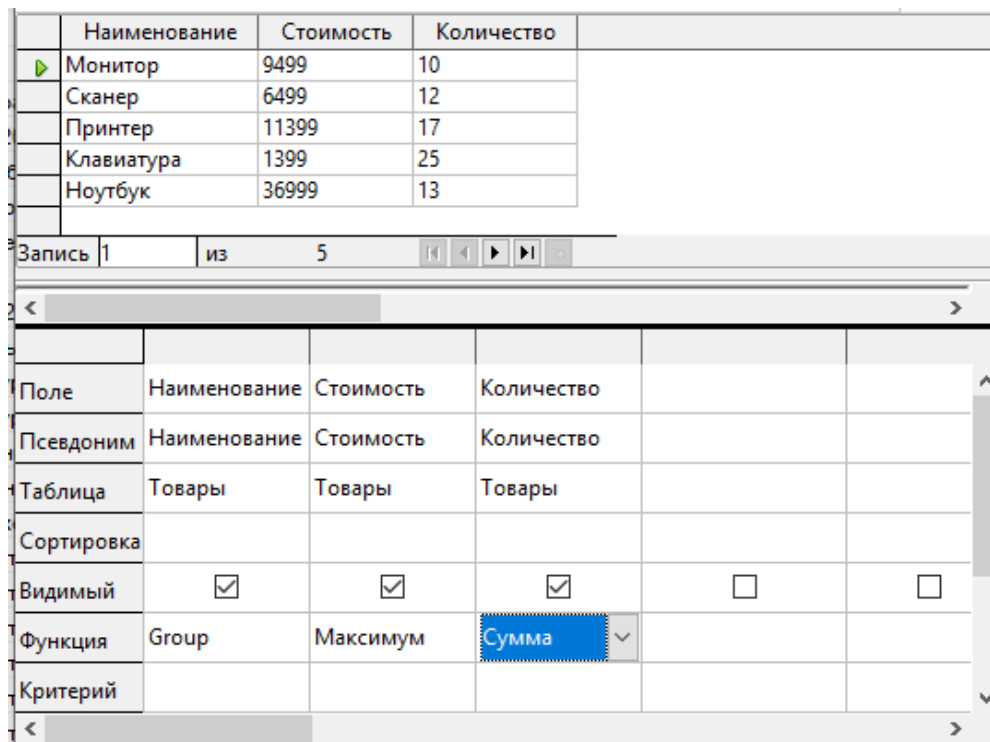 Наименование Стоимость Количество
Монитор 9499 10
Сканер 6499 12
Принтер 11399 17
Клавиатура 1399 25
Ноутбук 36999 13
Запись 1 из 5
Поле Наименование Стоимость Количество
Псевдоним Наименование Стоимость Количество
Таблица Товары Товары Товары
Сортировка
Видимый
Функция Group Максимум Сумма
Критерий